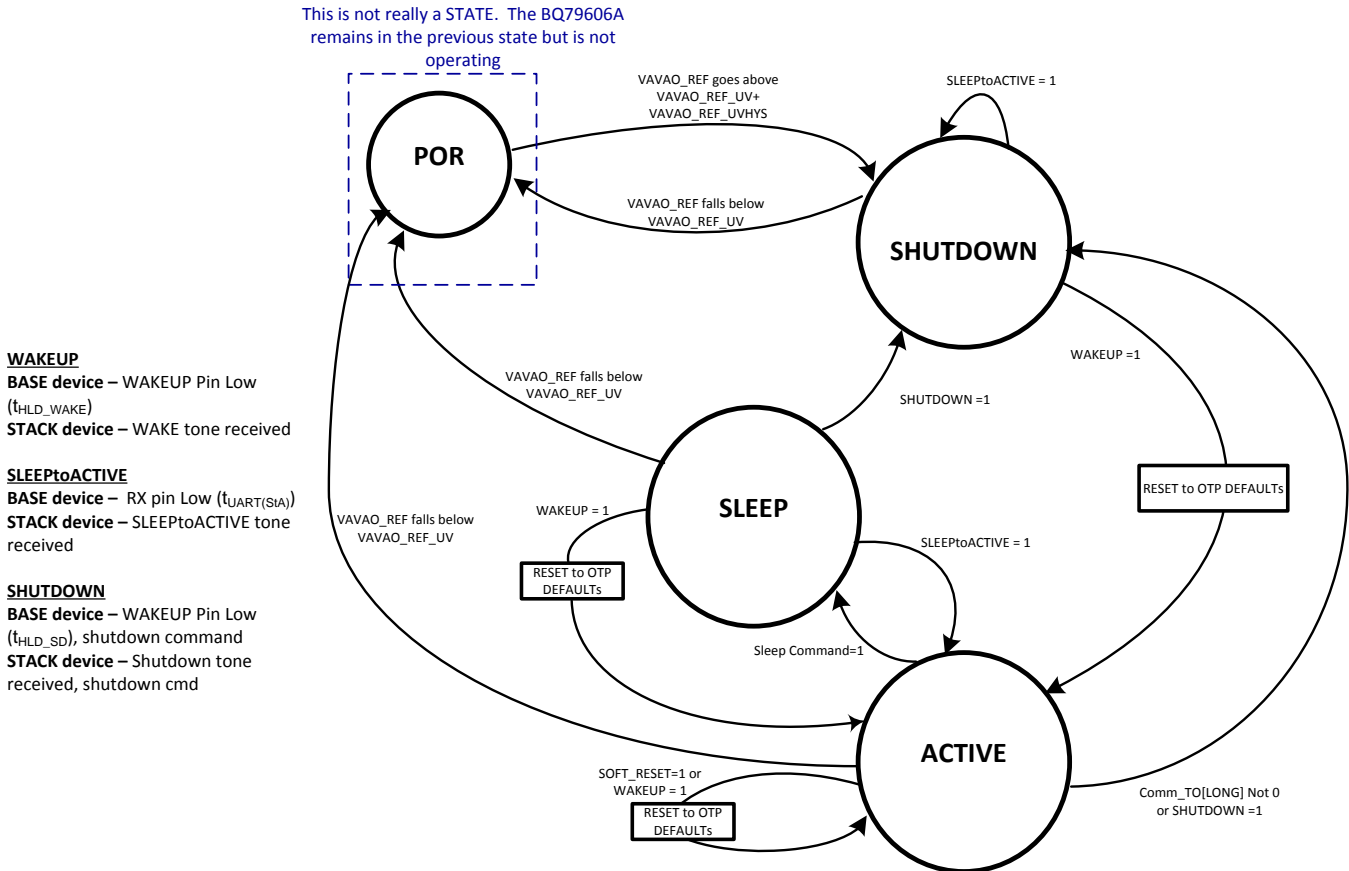 This is not really a STATE.  The BQ79606A
remains in the previous state but is not
operating
POR
VAVAO_REF goes above
VAVAO_REF_UV+
VAVAO_REF_UVHYS
SLEEPtoACTIVE = 1
VAVAO_REF falls below
VAVAO_REF_UV
SHUTDOWN
WAKEUP
BASE device – WAKEUP Pin Low
(tHLD_WAKE)
STACK device – WAKE tone received
SLEEPtoACTIVE
BASE device –  RX pin Low (tUART(StA))
STACK device – SLEEPtoACTIVE tone
received
SHUTDOWN
BASE device – WAKEUP Pin Low
(tHLD_SD), shutdown command
STACK device – Shutdown tone
received, shutdown cmd
VAVAO_REF falls below
VAVAO_REF_UV
SHUTDOWN =1
WAKEUP =1
RESET to OTP DEFAULTs
SLEEP
WAKEUP = 1
RESET to OTP
DEFAULTs
VAVAO_REF falls below
VAVAO_REF_UV
SLEEPtoACTIVE = 1
Sleep Command=1
ACTIVE
SOFT_RESET=1 or
WAKEUP = 1
RESET to OTP
DEFAULTs
Comm_TO[LONG] Not 0
or SHUTDOWN =1